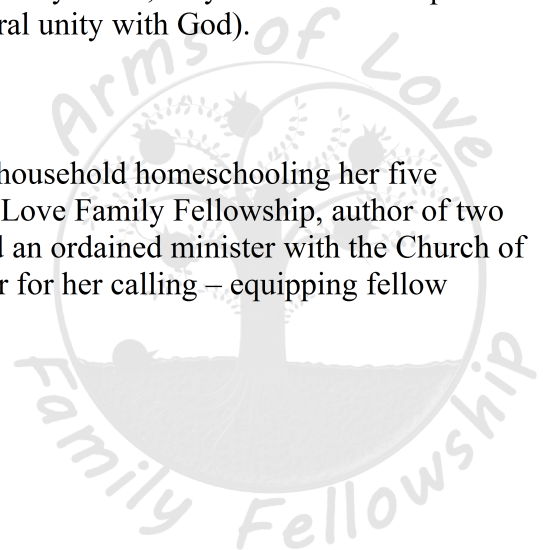 ral unity with God).
household homeschooling her five
Love Family Fellowship, author of two
an ordained minister with the Church of
for her calling – equipping fellow
Arms of Love
Family Fellowship